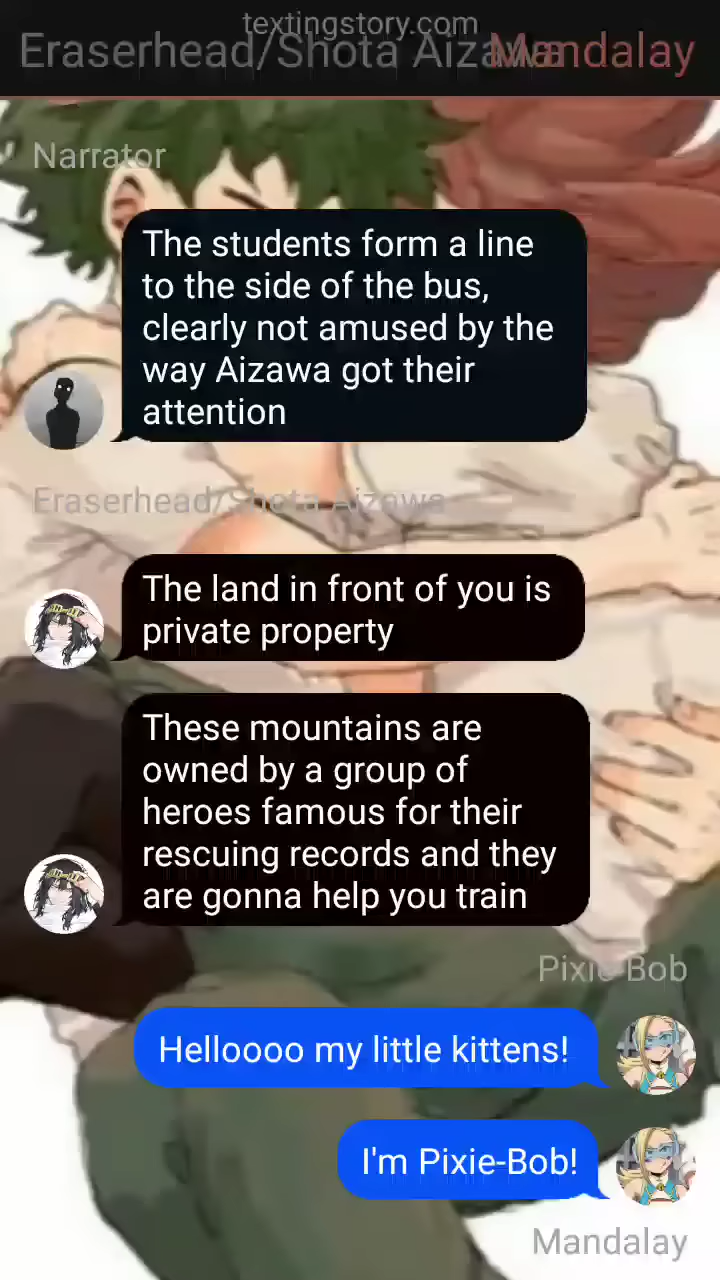 textingstory.com
Eraserhead/Shota Aizawa Mandalay
Narrator
The students form a line
to the side of the bus,
clearly not amused by the
way Aizawa got their
attention
Eraserhead/Shota Aizawa
The land in front of you is
private property
These mountains are
owned by a group of
heroes famous for their
rescuing records and they
are gonna help you train
Pixie-Bob
Helloooo my little kittens!
I'm Pixie-Bob!
Mandalay